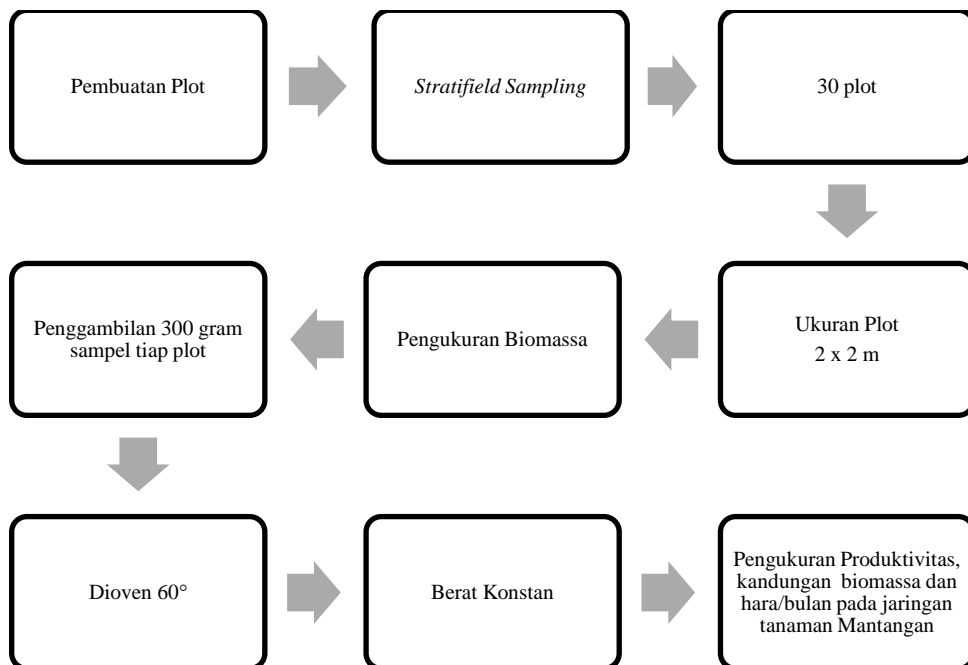 Pembuatan Plot
Stratifield Sampling
30 plot
Ukuran Plot
2 x 2 m
Pengukuran Biomassa
Penggambilan 300 gram
sampel tiap plot
Dioven 60°
Berat Konstan
Pengukuran Produktivitas,
kandungan biomassa dan
hara/bulan pada jaringan
tanaman Mantangan